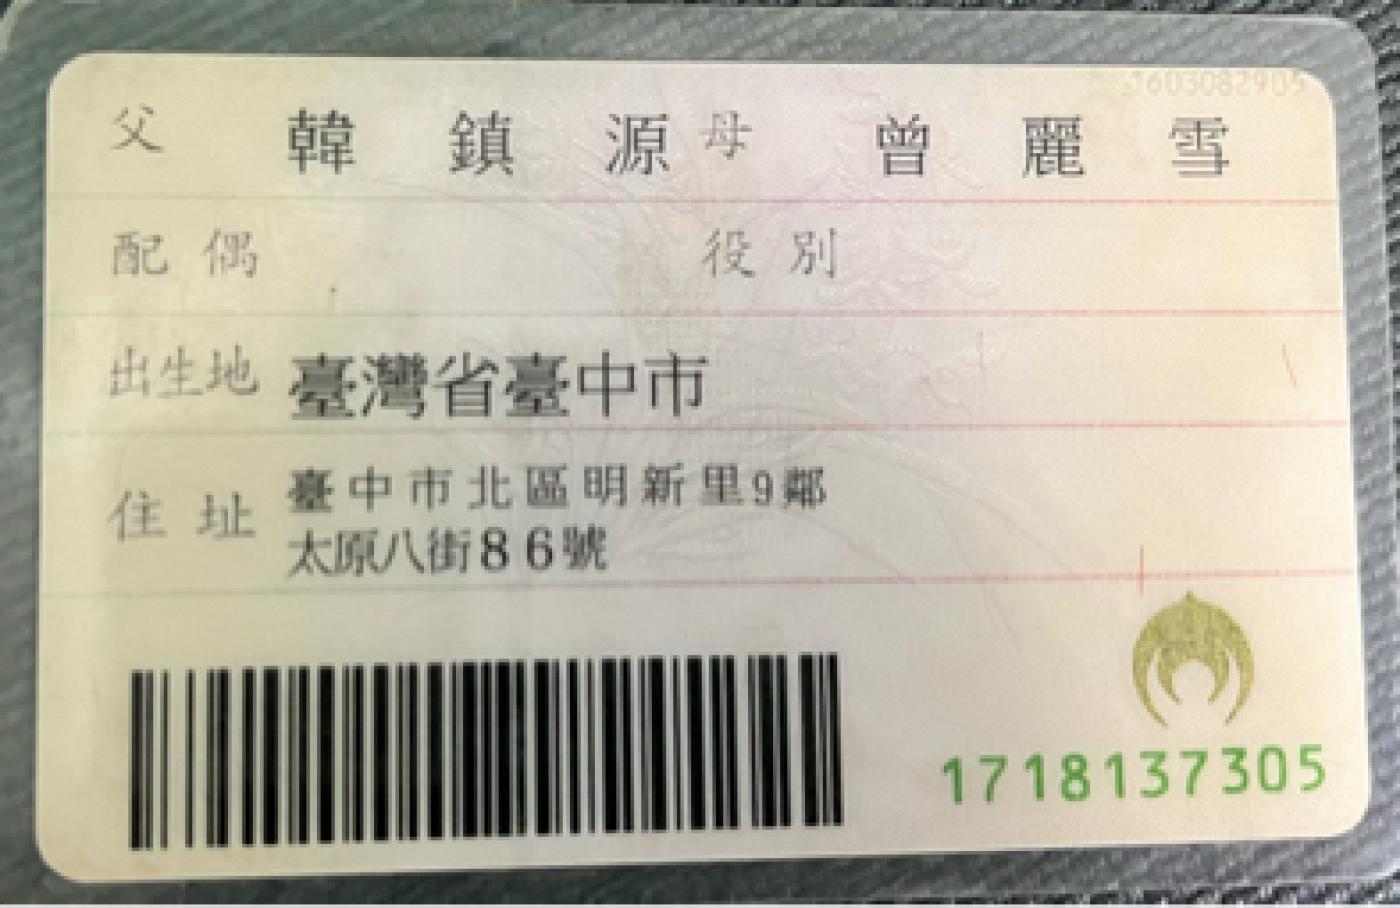 1603082905
父 韓鎮源 母 曾麗雪
配偶 役別
出生地 臺灣省臺中市
住址 臺中市北區明新里9鄰
太原八街86號
1718137305